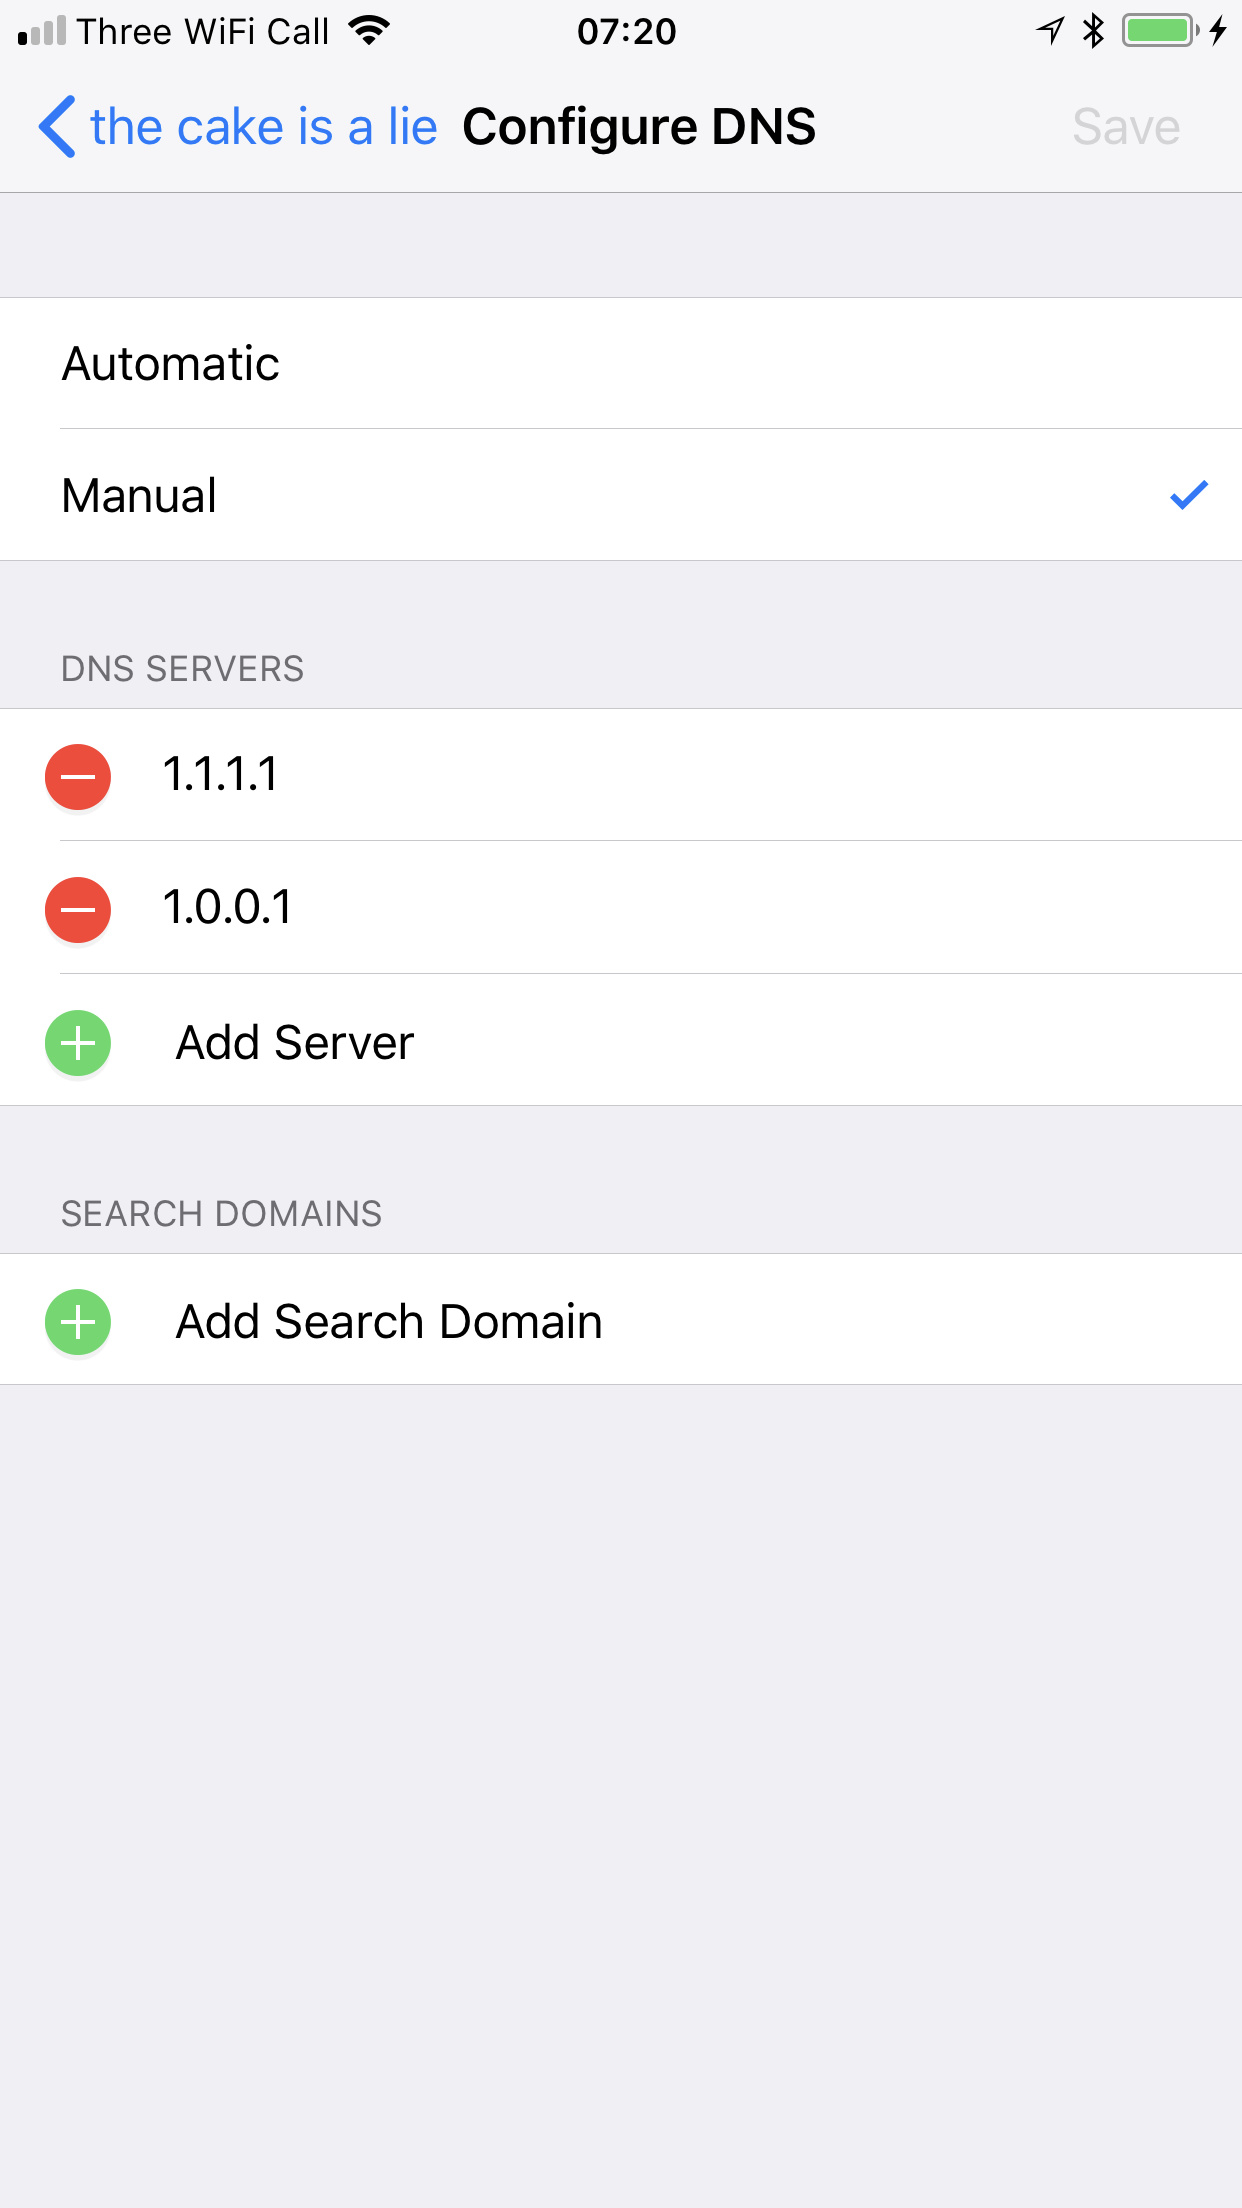 Three WiFi Call 07:20
the cake is a lie Configure DNS Save
Automatic
Manual
DNS SERVERS
1.1.1.1
1.0.0.1
Add Server
SEARCH DOMAINS
Add Search Domain